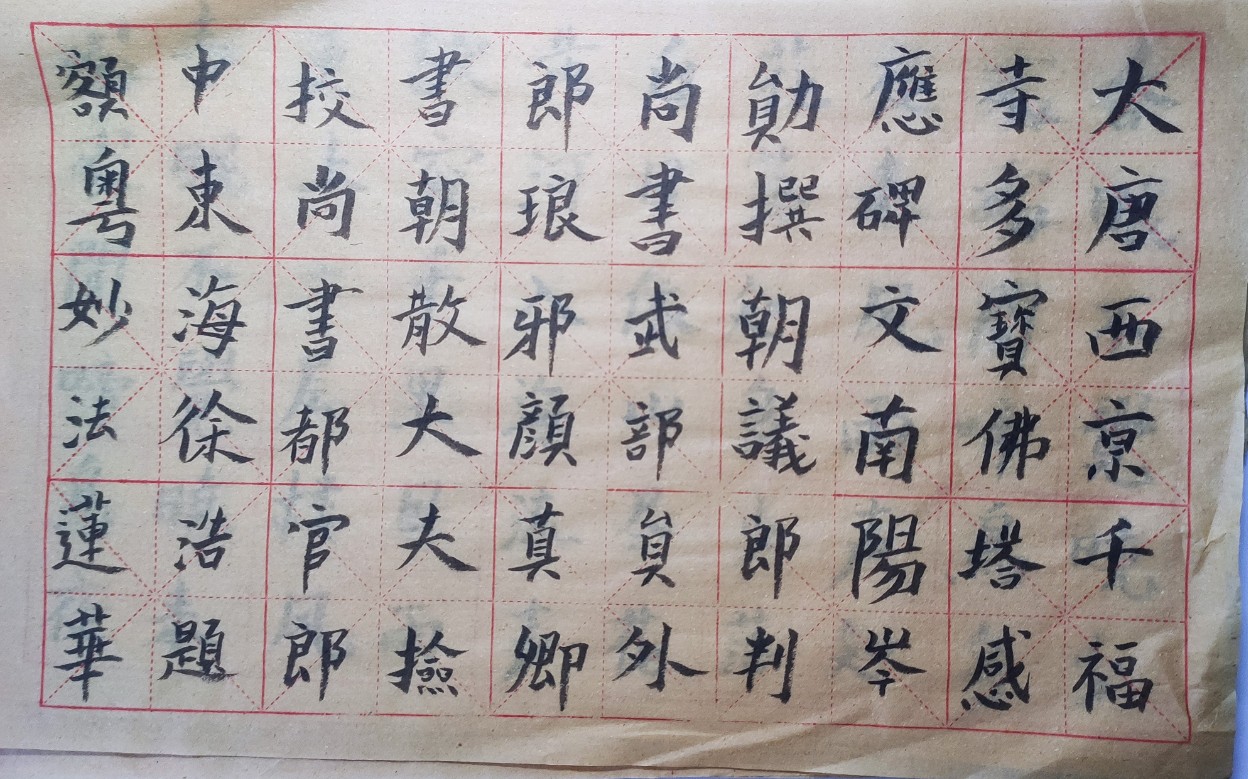 大唐西京千福
寺多寶佛塔感
應碑文南陽岑
勛撰朝議郎判
尚書武部員外
郎琅邪顏真卿
書朝散大夫撿
挍尚書都官郎
中東海徐浩題
額粵妙法蓮華